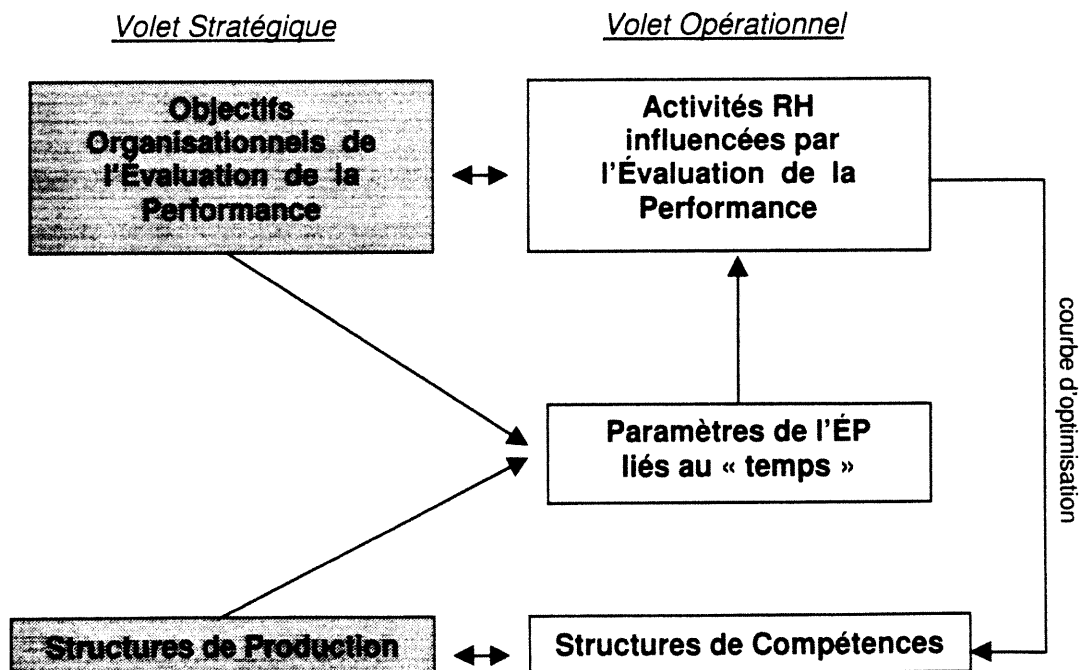 Volet Stratégique
Volet Opérationnel
Objectifs
Organisationnels de
l'Évaluation de la
Performance
Activités RH
influencées par
l'Évaluation de la
Performance
courbe d'optimisation
Paramètres de l'ÉP
liés au « temps »
Structures de Production
Structures de Compétences